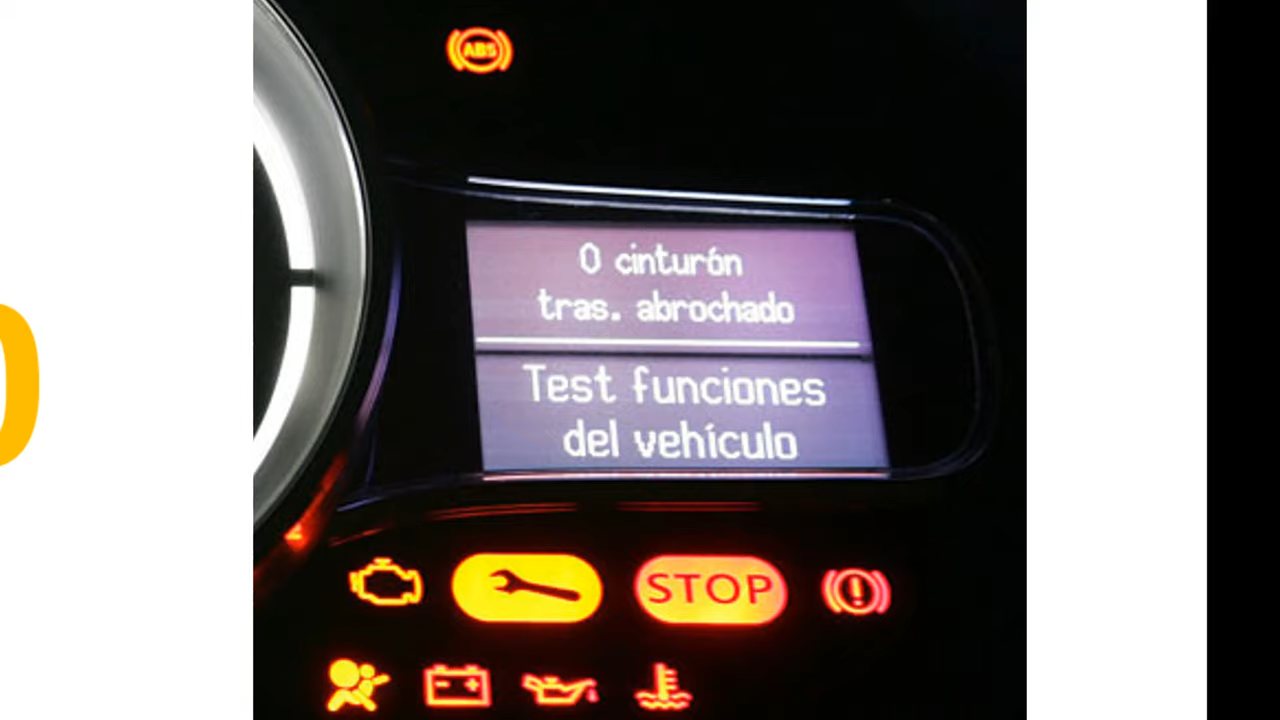 ABS
0 cinturón
tras. abrochado
Test funciones
del vehículo
STOP